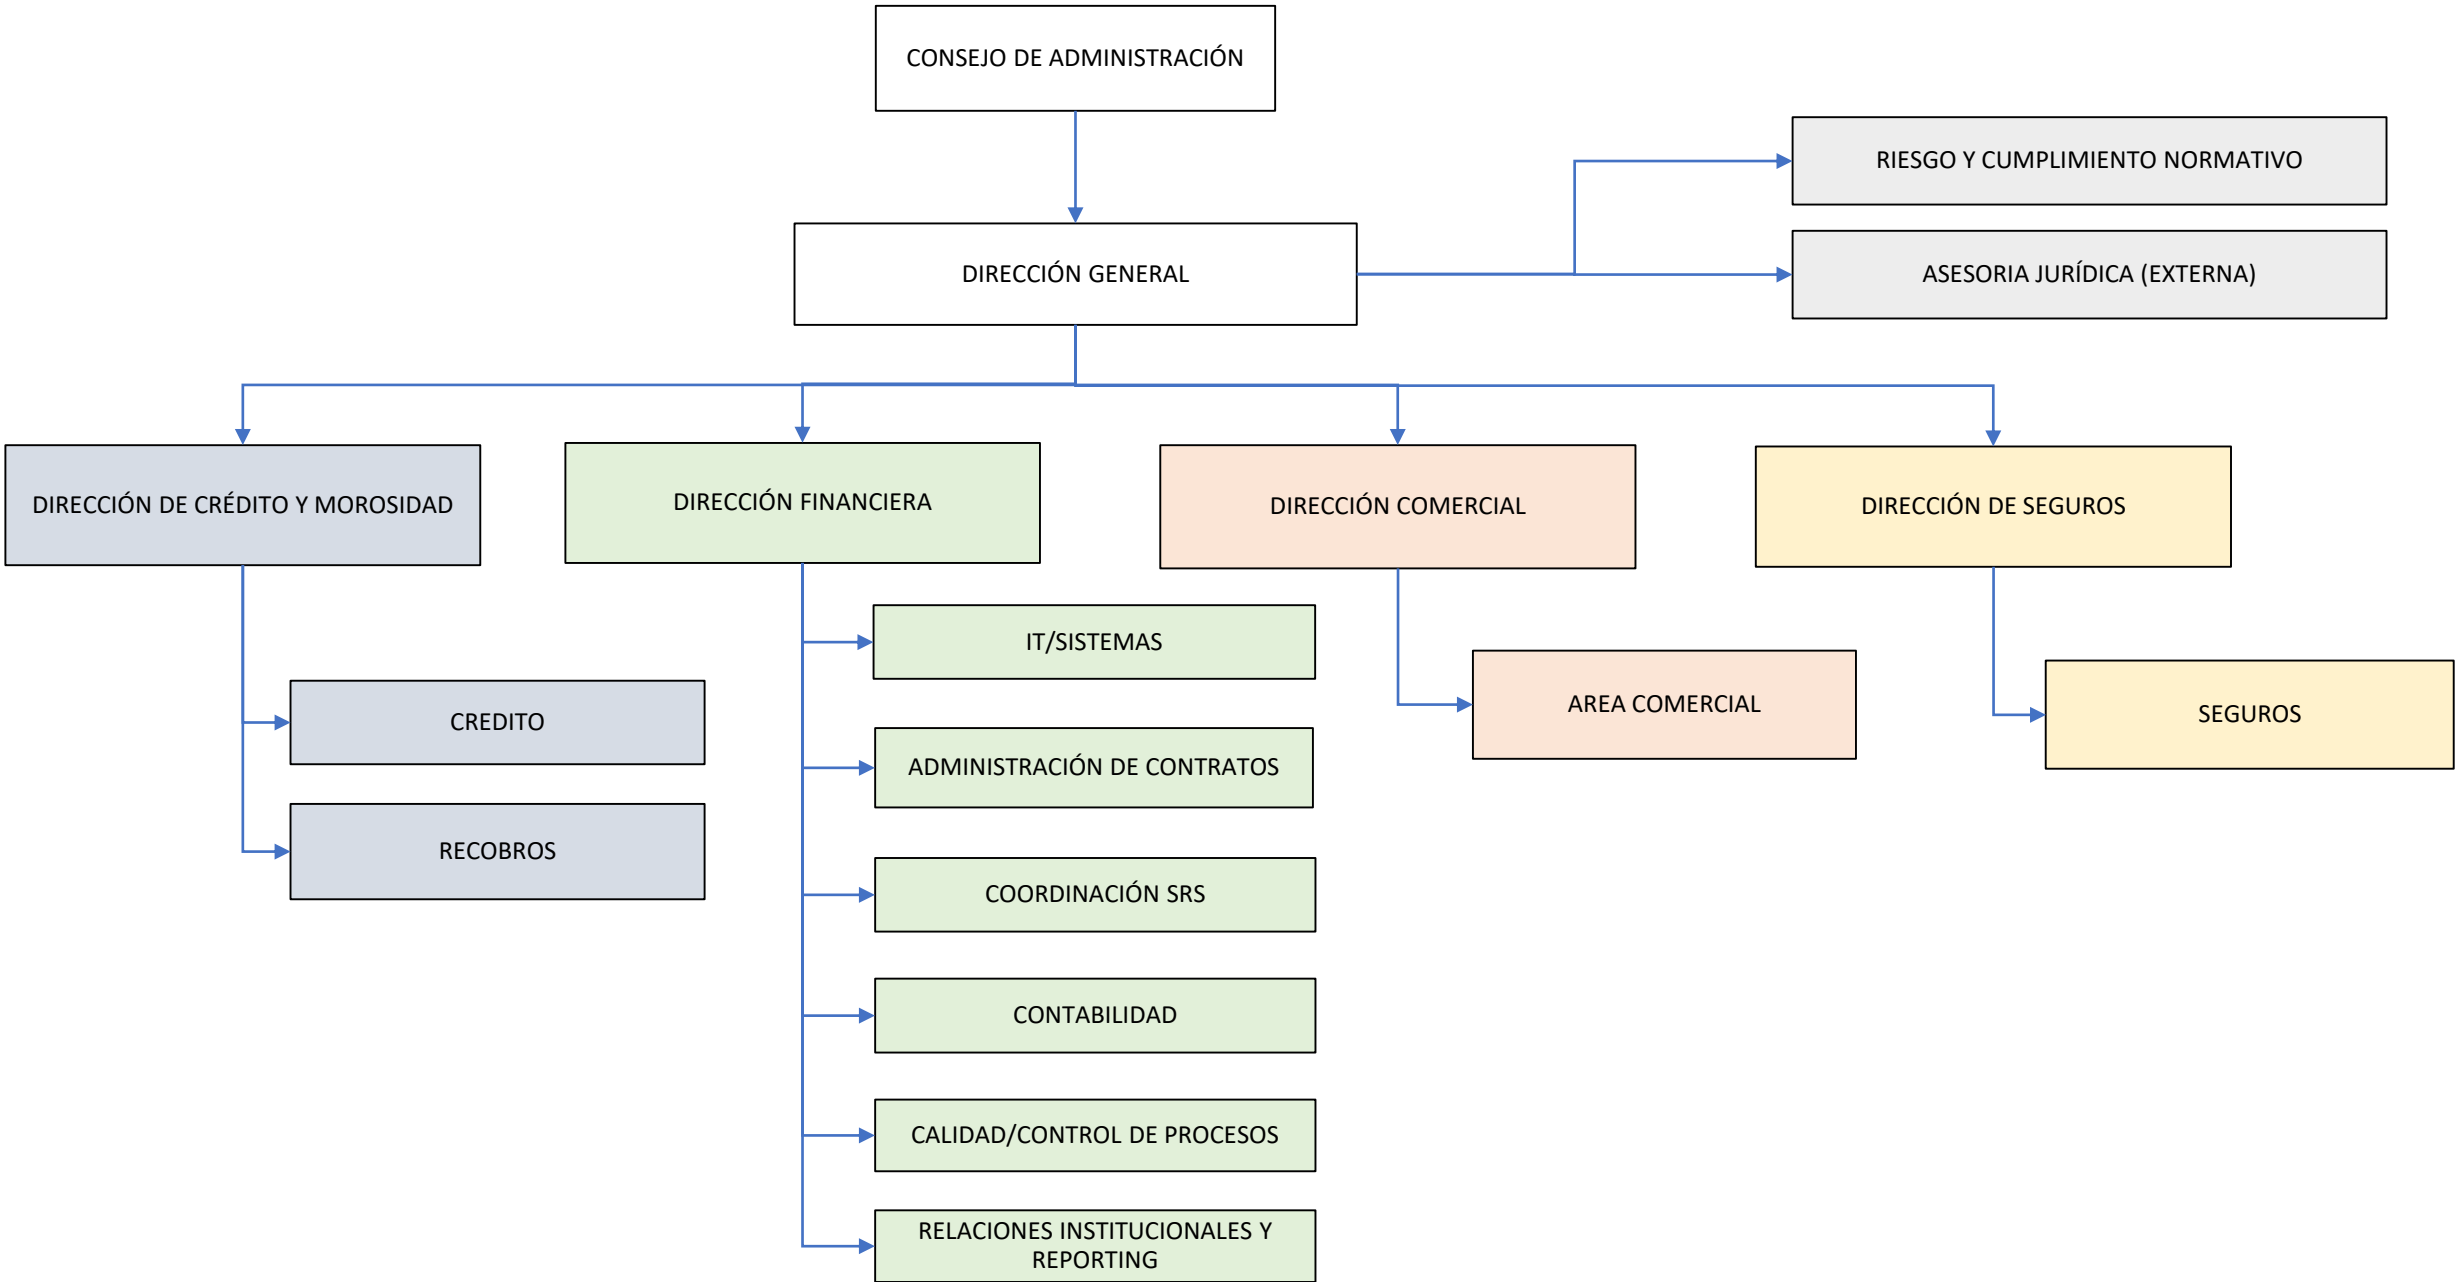 CONSEJO DE ADMINISTRACIÓN
RIESGO Y CUMPLIMIENTO NORMATIVO
DIRECCIÓN GENERAL
ASESORIA JURÍDICA (EXTERNA)
DIRECCIÓN DE CRÉDITO Y MOROSIDAD
DIRECCIÓN FINANCIERA
DIRECCIÓN COMERCIAL
DIRECCIÓN DE SEGUROS
CREDITO
RECOBROS
IT/SISTEMAS
ADMINISTRACIÓN DE CONTRATOS
COORDINACIÓN SRS
CONTABILIDAD
CALIDAD/CONTROL DE PROCESOS
RELACIONES INSTITUCIONALES Y
REPORTING
AREA COMERCIAL
SEGUROS